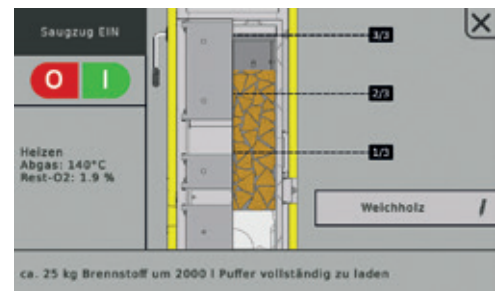 Saugzug EIN
O I
Heizen
Abgas: 140°C
Rest-O2: 1.9 %
3/3
2/3
1/3
Weichholz
ca. 25 kg Brennstoff um 2000 l Puffer vollständig zu laden